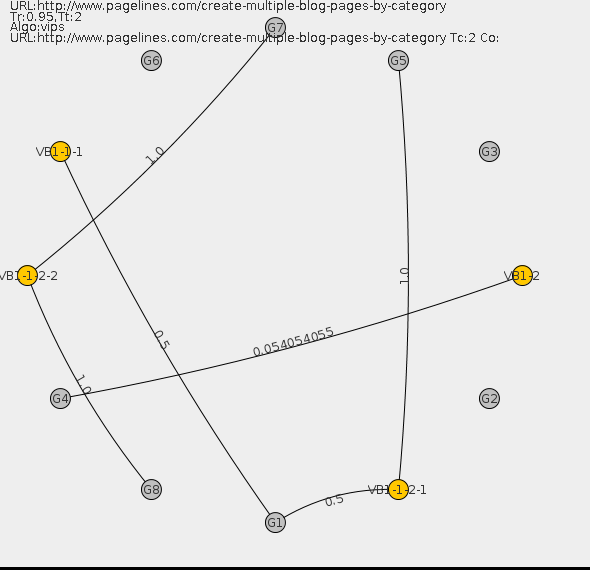 URL:http://www.pagelines.com/create-multiple-blog-pages-by-category
Tr:0.95,Tt:2
Algo:vips
URL:http://www.pagelines.com/create-multiple-blog-pages-by-category Tc:2 Co:
G7
G6
G5
VB1-1-1
1.0
G3
VB1-1-2-2
1.0
VB1-2
0.5
0.054054055
1.0
G4
G2
G8
VB1-1-2-1
0.5
G1